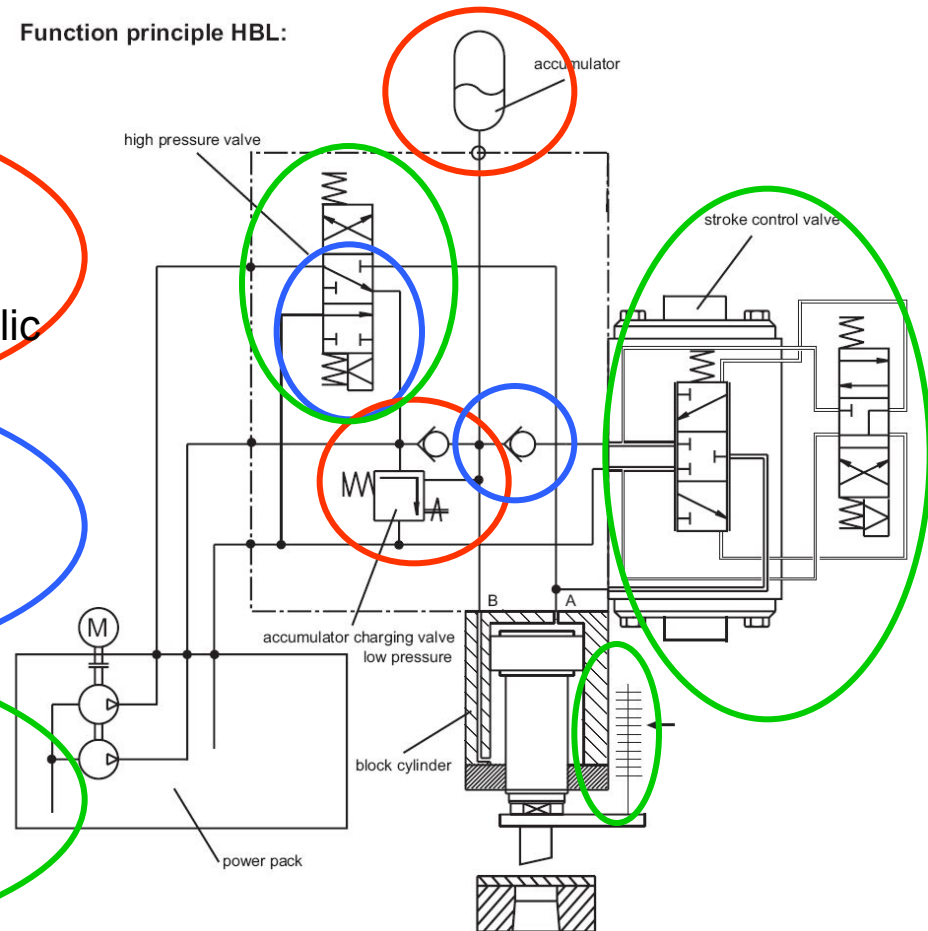 Function principle HBL:
accumulator
high pressure valve
stroke control valve
lic
B A
M
accumulator charging valve
low pressure
block cylinder
power pack